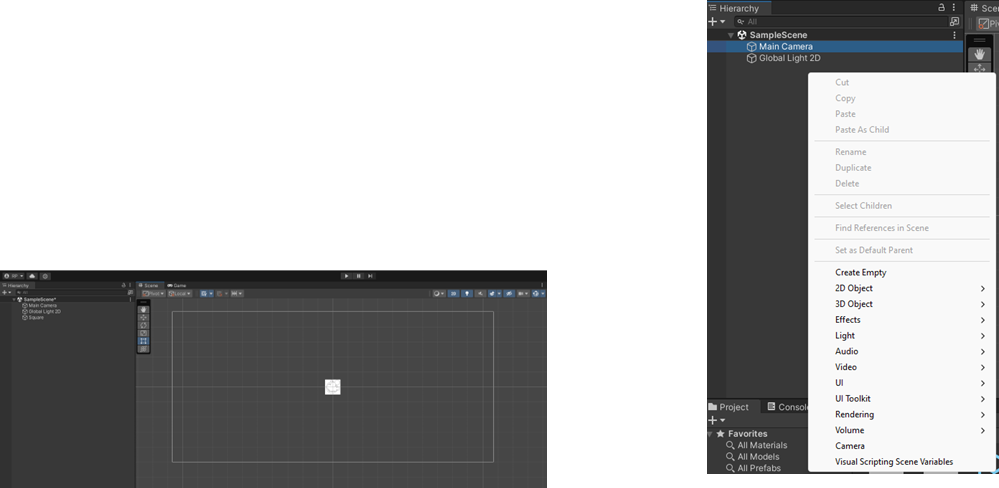 Hierarchy
All
SampleScene
Main Camera
Global Light 2D
Cut
Copy
Paste
Paste As Child
Rename
Duplicate
Delete
Select Children
Find References in Scene
Set as Default Parent
Create Empty
2D Object
3D Object
Effects
Light
Audio
Video
UI
UI Toolkit
Rendering
Volume
Camera
Visual Scripting Scene Variables
Project
Favorites
All Materials
All Models
All Prefabs
Hierarchy
SampleScene*
Main Camera
Global Light 2D
Square
Scene Game
Pivot Local
2D